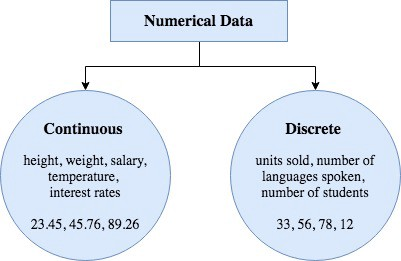 Numerical Data
Continuous
height, weight, salary,
temperature,
interest rates
23.45, 45.76, 89.26
Discrete
units sold, number of
languages spoken,
number of students
33, 56, 78, 12